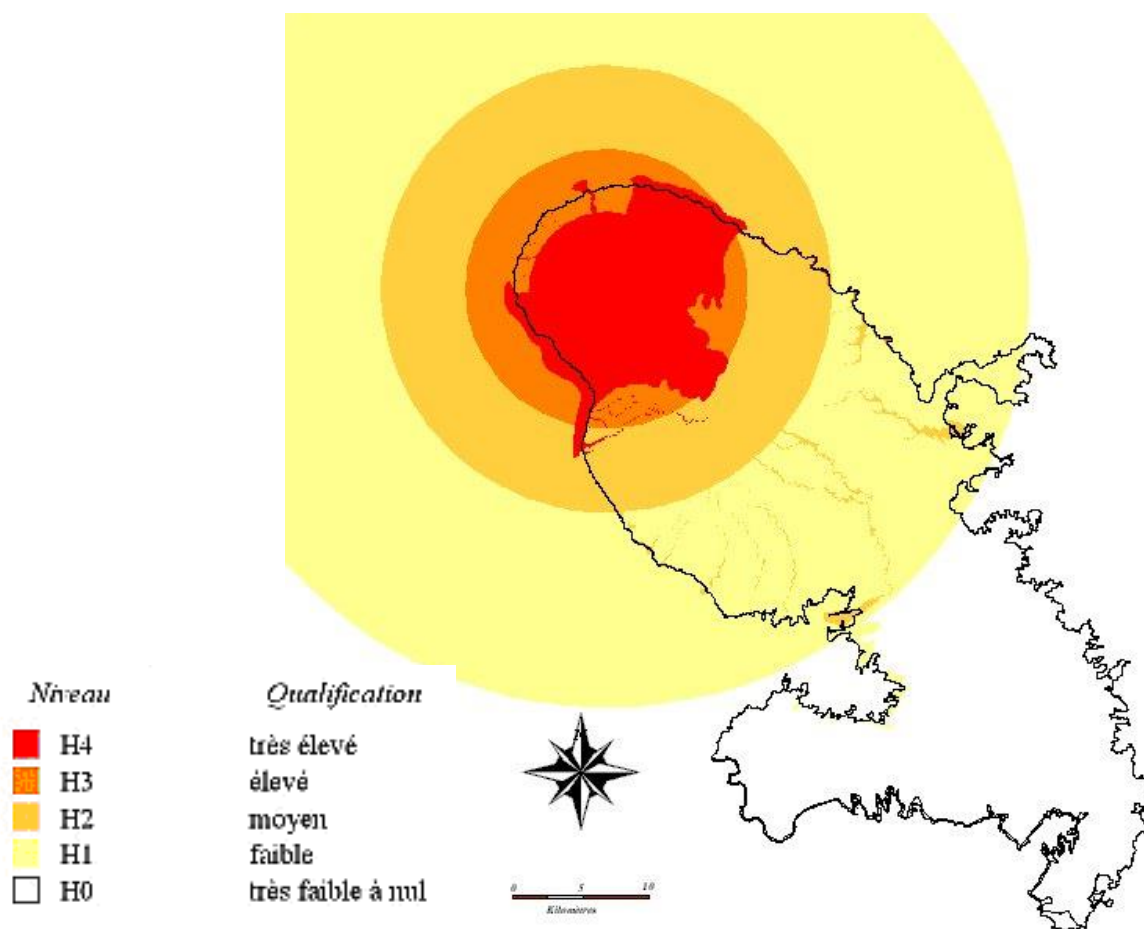 Niveau Qualification
H4 très élevé
H3 élevé
H2 moyen
H1 faible
H0 très faible à nul
0 5 10
Kilomètres